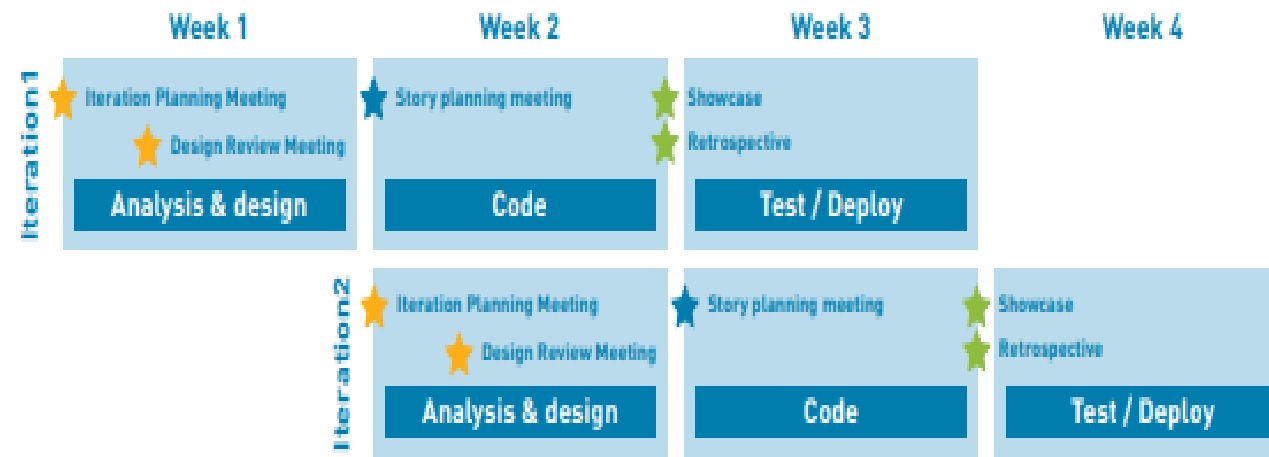 Week 1
Week 2
Week 3
Week 4
Iteration1
Iteration Planning Meeting
Design Review Meeting
Analysis & design
Story planning meeting
Code
Showcase
Retrospective
Test / Deploy
Iteration2
Iteration Planning Meeting
Design Review Meeting
Analysis & design
Story planning meeting
Code
Showcase
Retrospective
Test / Deploy